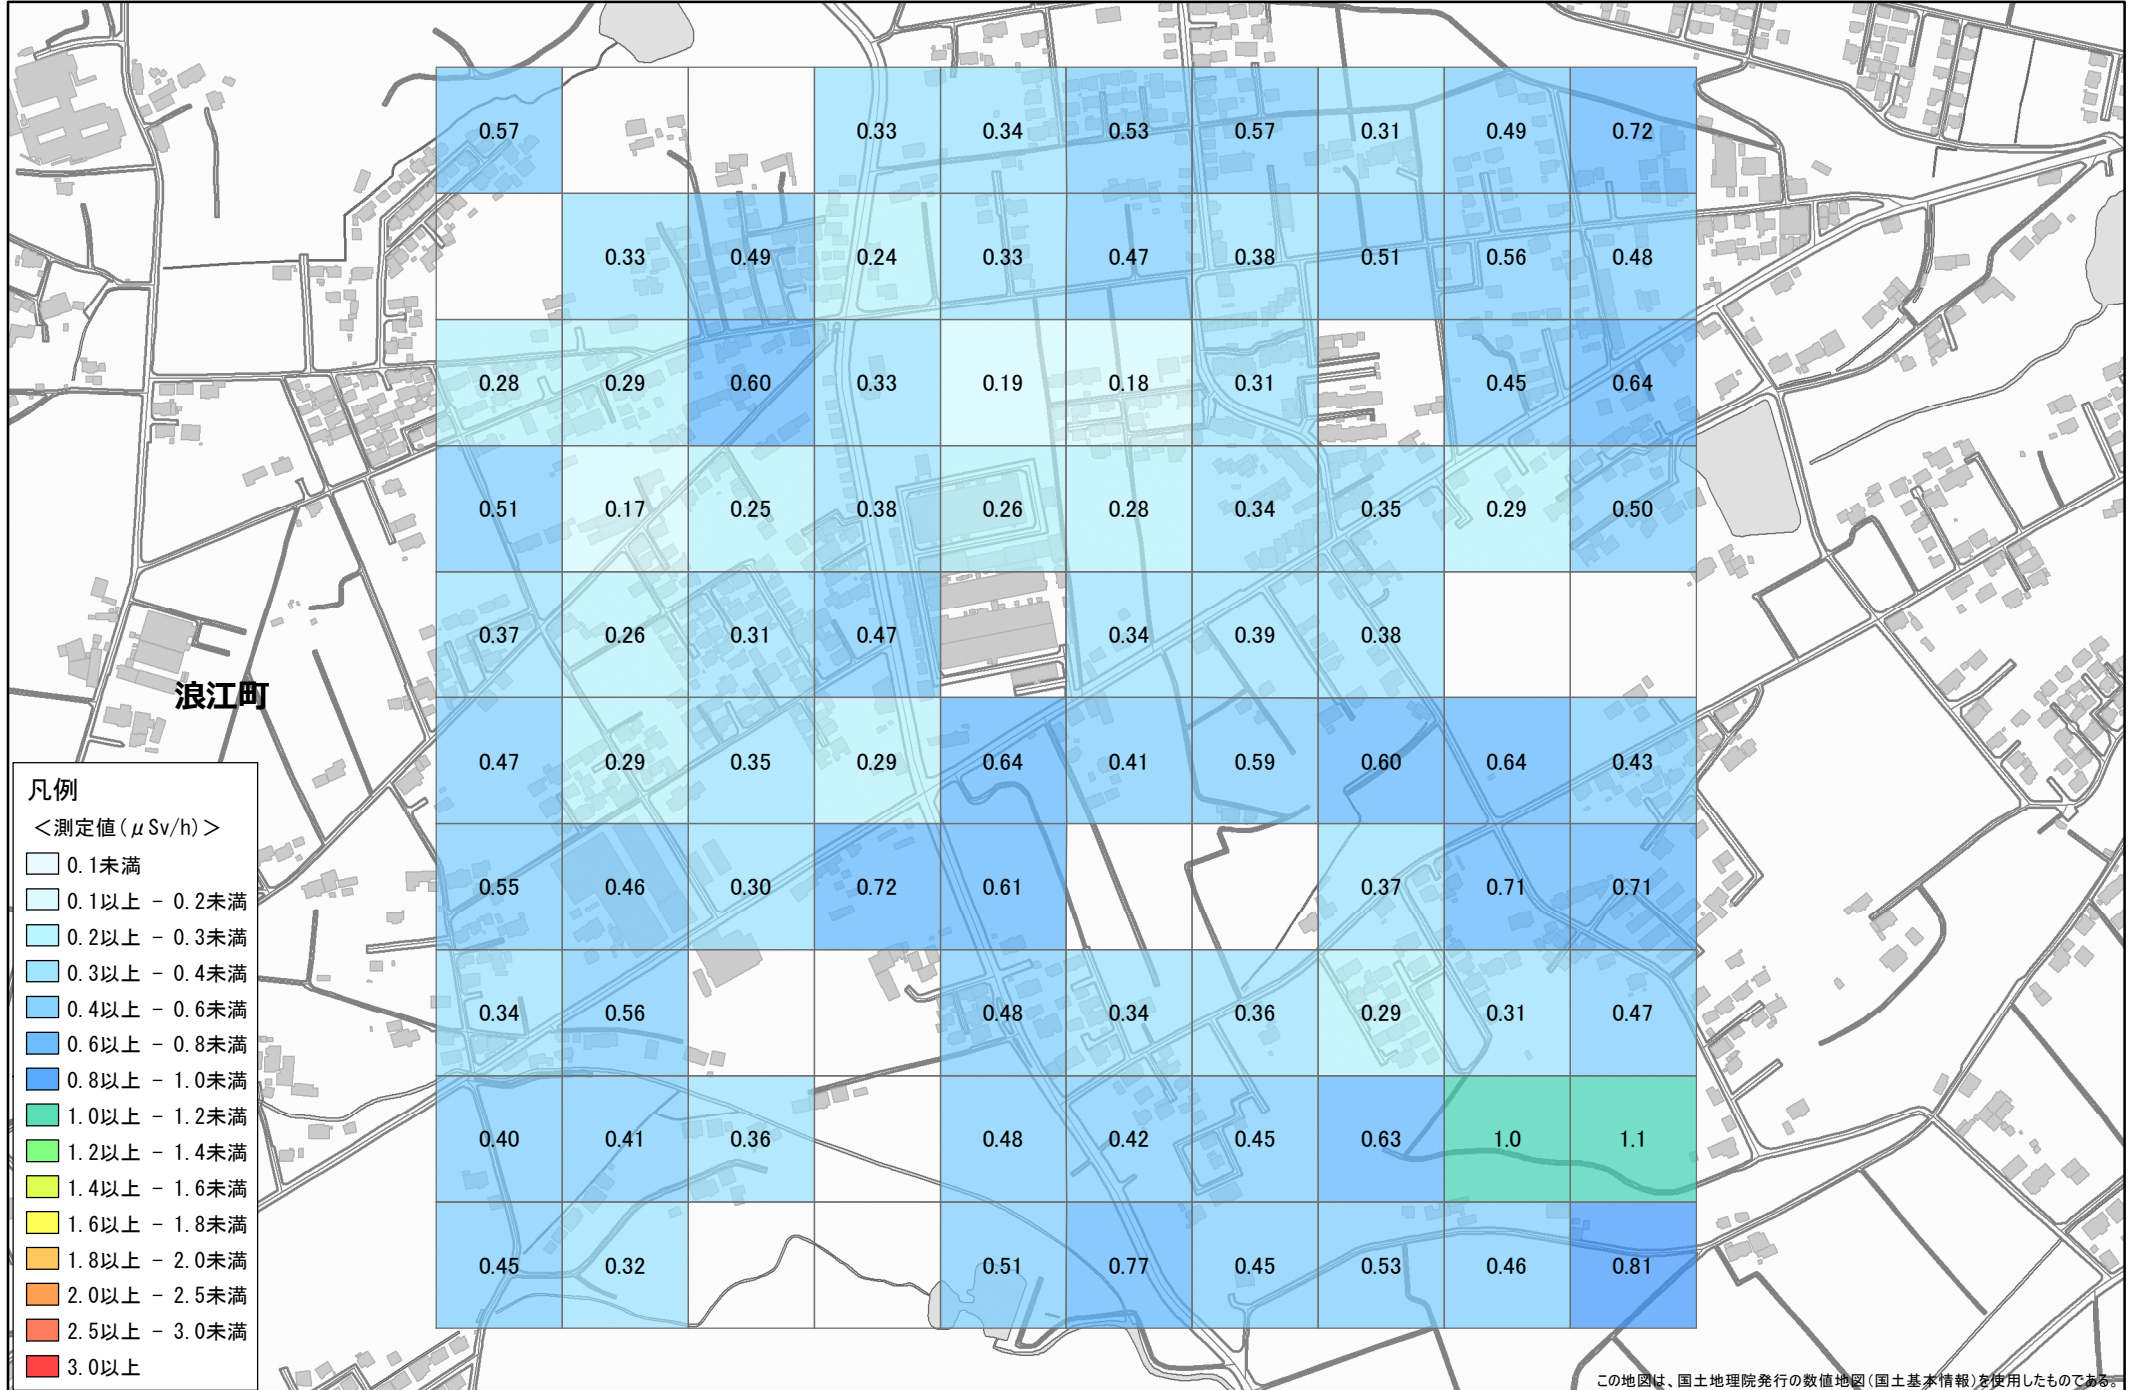 0.57 0.33 0.34 0.53 0.57 0.31 0.49 0.72
0.33 0.49 0.24 0.33 0.47 0.38 0.51 0.56 0.48
0.28 0.29 0.60 0.33 0.19 0.18 0.31 0.45 0.64
0.51 0.17 0.25 0.38 0.26 0.28 0.34 0.35 0.29 0.50
0.37 0.26 0.31 0.47 0.34 0.39 0.38
浪江町
0.47 0.29 0.35 0.29 0.64 0.41 0.59 0.60 0.64 0.43
0.55 0.46 0.30 0.72 0.61 0.37 0.71 0.71
0.34 0.56 0.48 0.34 0.36 0.29 0.31 0.47
0.40 0.41 0.36 0.48 0.42 0.45 0.63 1.0 1.1
0.45 0.32 0.51 0.77 0.45 0.53 0.46 0.81
凡例
＜測定値(μSv/h)＞
0.1未満
0.1以上 － 0.2未満
0.2以上 － 0.3未満
0.3以上 － 0.4未満
0.4以上 － 0.6未満
0.6以上 － 0.8未満
0.8以上 － 1.0未満
1.0以上 － 1.2未満
1.2以上 － 1.4未満
1.4以上 － 1.6未満
1.6以上 － 1.8未満
1.8以上 － 2.0未満
2.0以上 － 2.5未満
2.5以上 － 3.0未満
3.0以上
この地図は、国土地理院発行の数値地図(国土基本情報)を使用したものである。